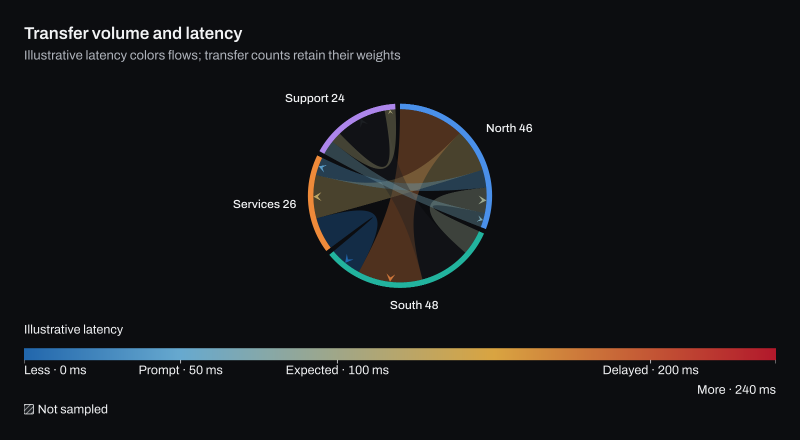 Transfer volume and latency
Illustrative latency colors flows; transfer counts retain their weights
Support 24
North 46
Services 26
South 48
Illustrative latency
Less · 0 ms
Prompt · 50 ms
Expected · 100 ms
Delayed · 200 ms
More · 240 ms
Not sampled